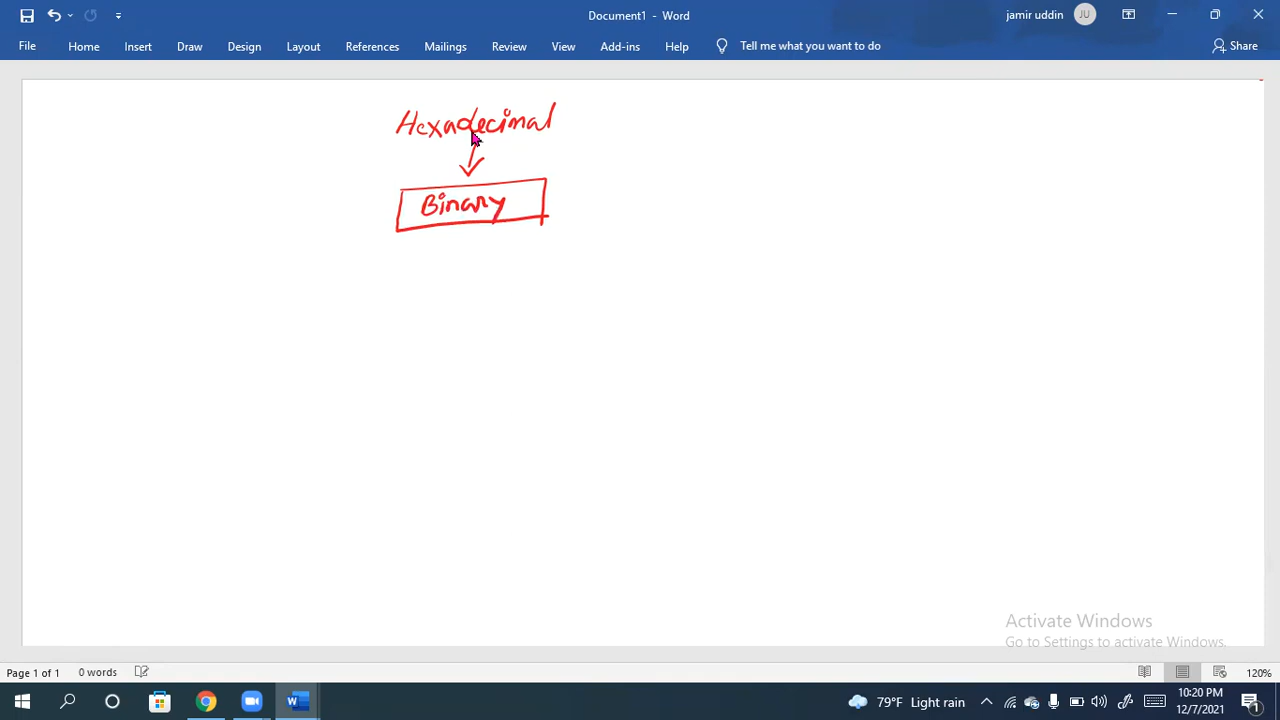 Document1 - Word
jamir uddin
JU
File
Home
Insert
Draw
Design
Layout
References
Mailings
Review
View
Add-ins
Help
Tell me what you want to do
Share
Hexadecimal
Binary
Activate Windows
Go to Settings to activate Windows.
Page 1 of 1
0 words
120%
79°F Light rain
10:20 PM
12/7/2021
1